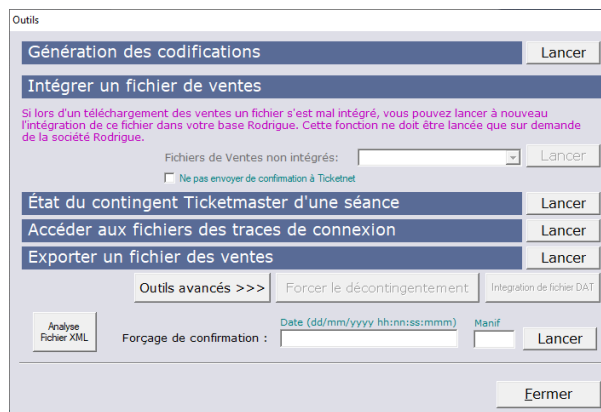 Outils
Génération des codifications Lancer
Intégrer un fichier de ventes
Si lors d'un téléchargement des ventes un fichier s'est mal intégré, vous pouvez lancer à nouveau
l'intégration de ce fichier dans votre base Rodrigue. Cette fonction ne doit être lancée que sur demande
de la société Rodrigue.
Fichiers de Ventes non intégrés: Lancer
Ne pas envoyer de confirmation à Ticketnet
État du contingent Ticketmaster d'une séance Lancer
Accéder aux fichiers des traces de connexion Lancer
Exporter un fichier des ventes Lancer
Outils avancés >>> Forcer le décontingentement Integration de fichier DAT
Analyse
Fichier XML
Date (dd/mm/yyyy hh:nn:ss:mmm) Manif
Forçage de confirmation : Lancer
Fermer